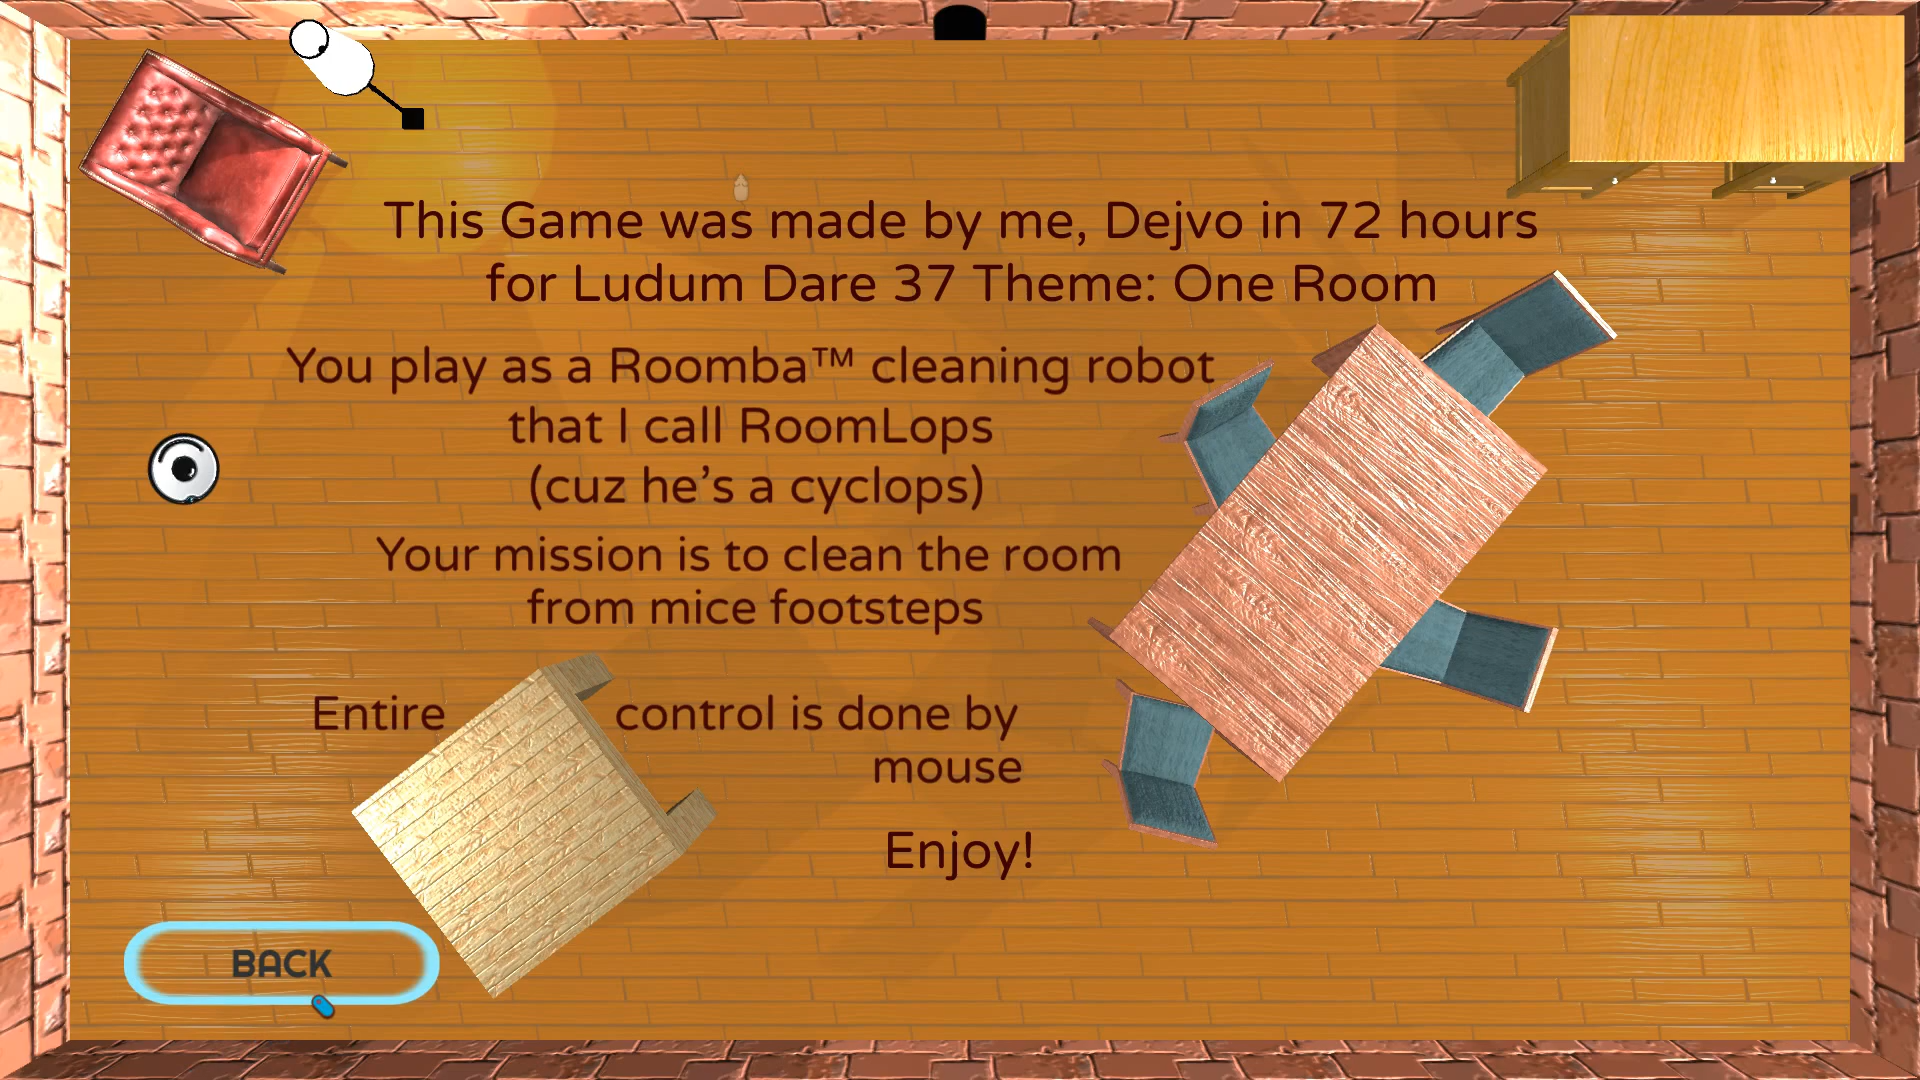 This Game was made by me, Dejvo in 72 hours
for Ludum Dare 37 Theme: One Room
You play as a Roomba™ cleaning robot
that I call RoomLops
(cuz he's a cyclops)
Your mission is to clean the room
from mice footsteps
Entire control is done by
mouse
Enjoy!
BACK